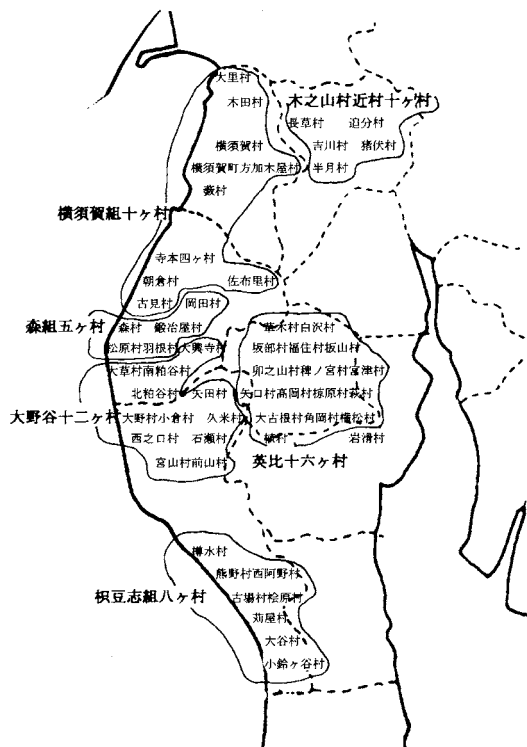 大里村
木田村
木之山村近村十ヶ村
長草村 追分村
横須賀村 吉川村 猪伏村
横須賀町方加木屋村 半月村
薮村
横須賀組十ヶ村
寺本四ヶ村
朝倉村 佐布里村
古見村 岡田村
森組五ヶ村 森村 鍛冶屋村
白沢村
松原村羽根村大興寺村 坂部村福住村板山村
大草村南粕谷村 卯之山村稗ノ宮村宮津村
北粕谷村 矢田村 矢口村高岡村椋原村萩村
大野谷十二ヶ村 大野村小倉村 久米村 大古根村角岡村権松村
西之口村 石瀬村 植村 岩滑村
宮山村前山村 英比十六ヶ村
樽水村
熊野村西阿野村
枳豆志組八ヶ村 古場村桧原村
苅屋村
大谷村
小鈴ヶ谷村